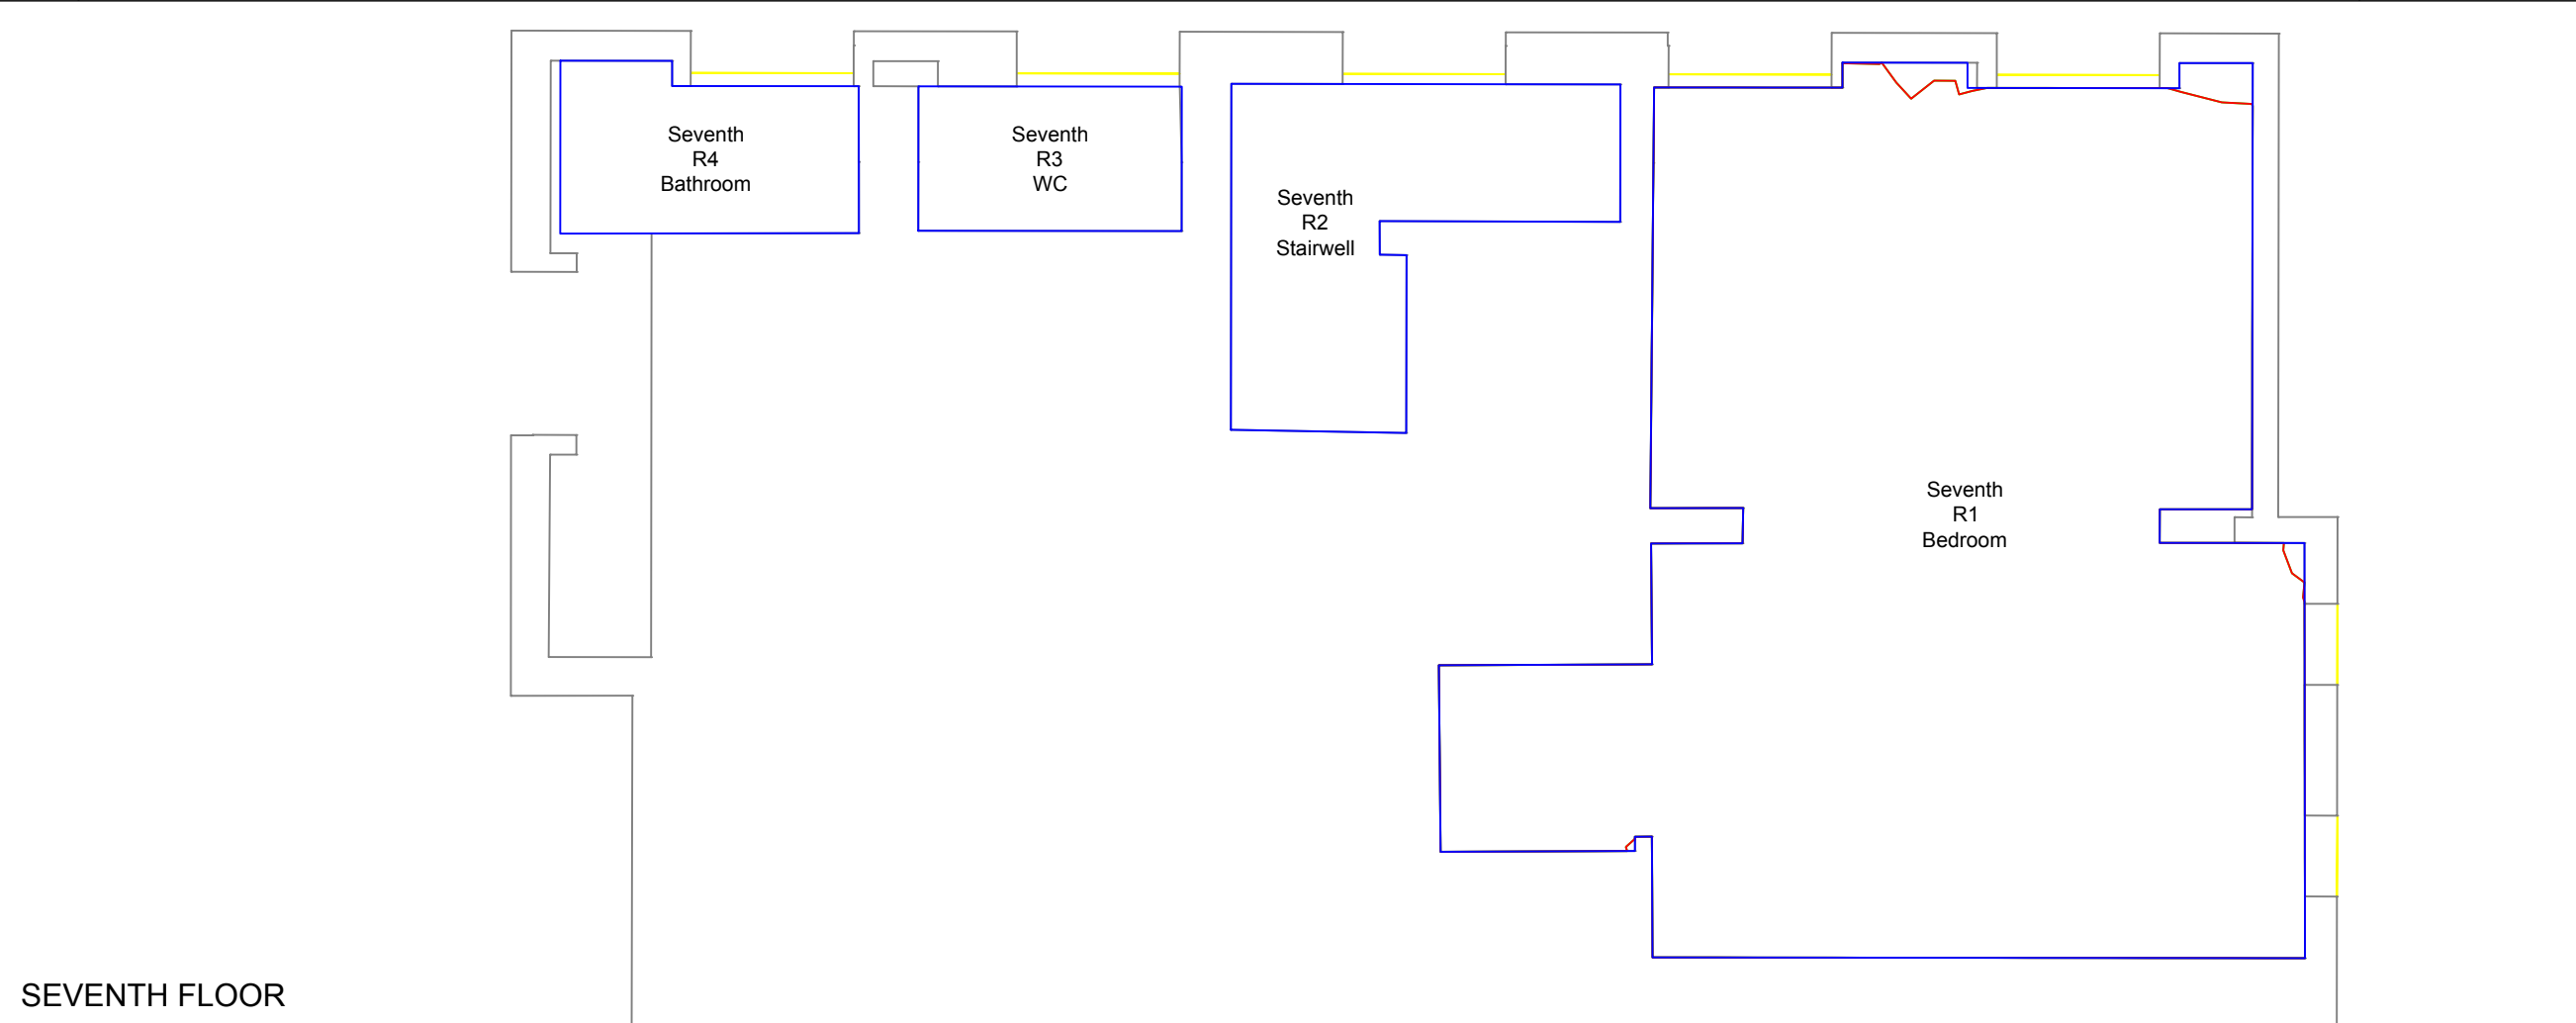 Seventh
R4
Bathroom
Seventh
R3
WC
Seventh
R2
Stairwell
Seventh
R1
Bedroom
SEVENTH FLOOR